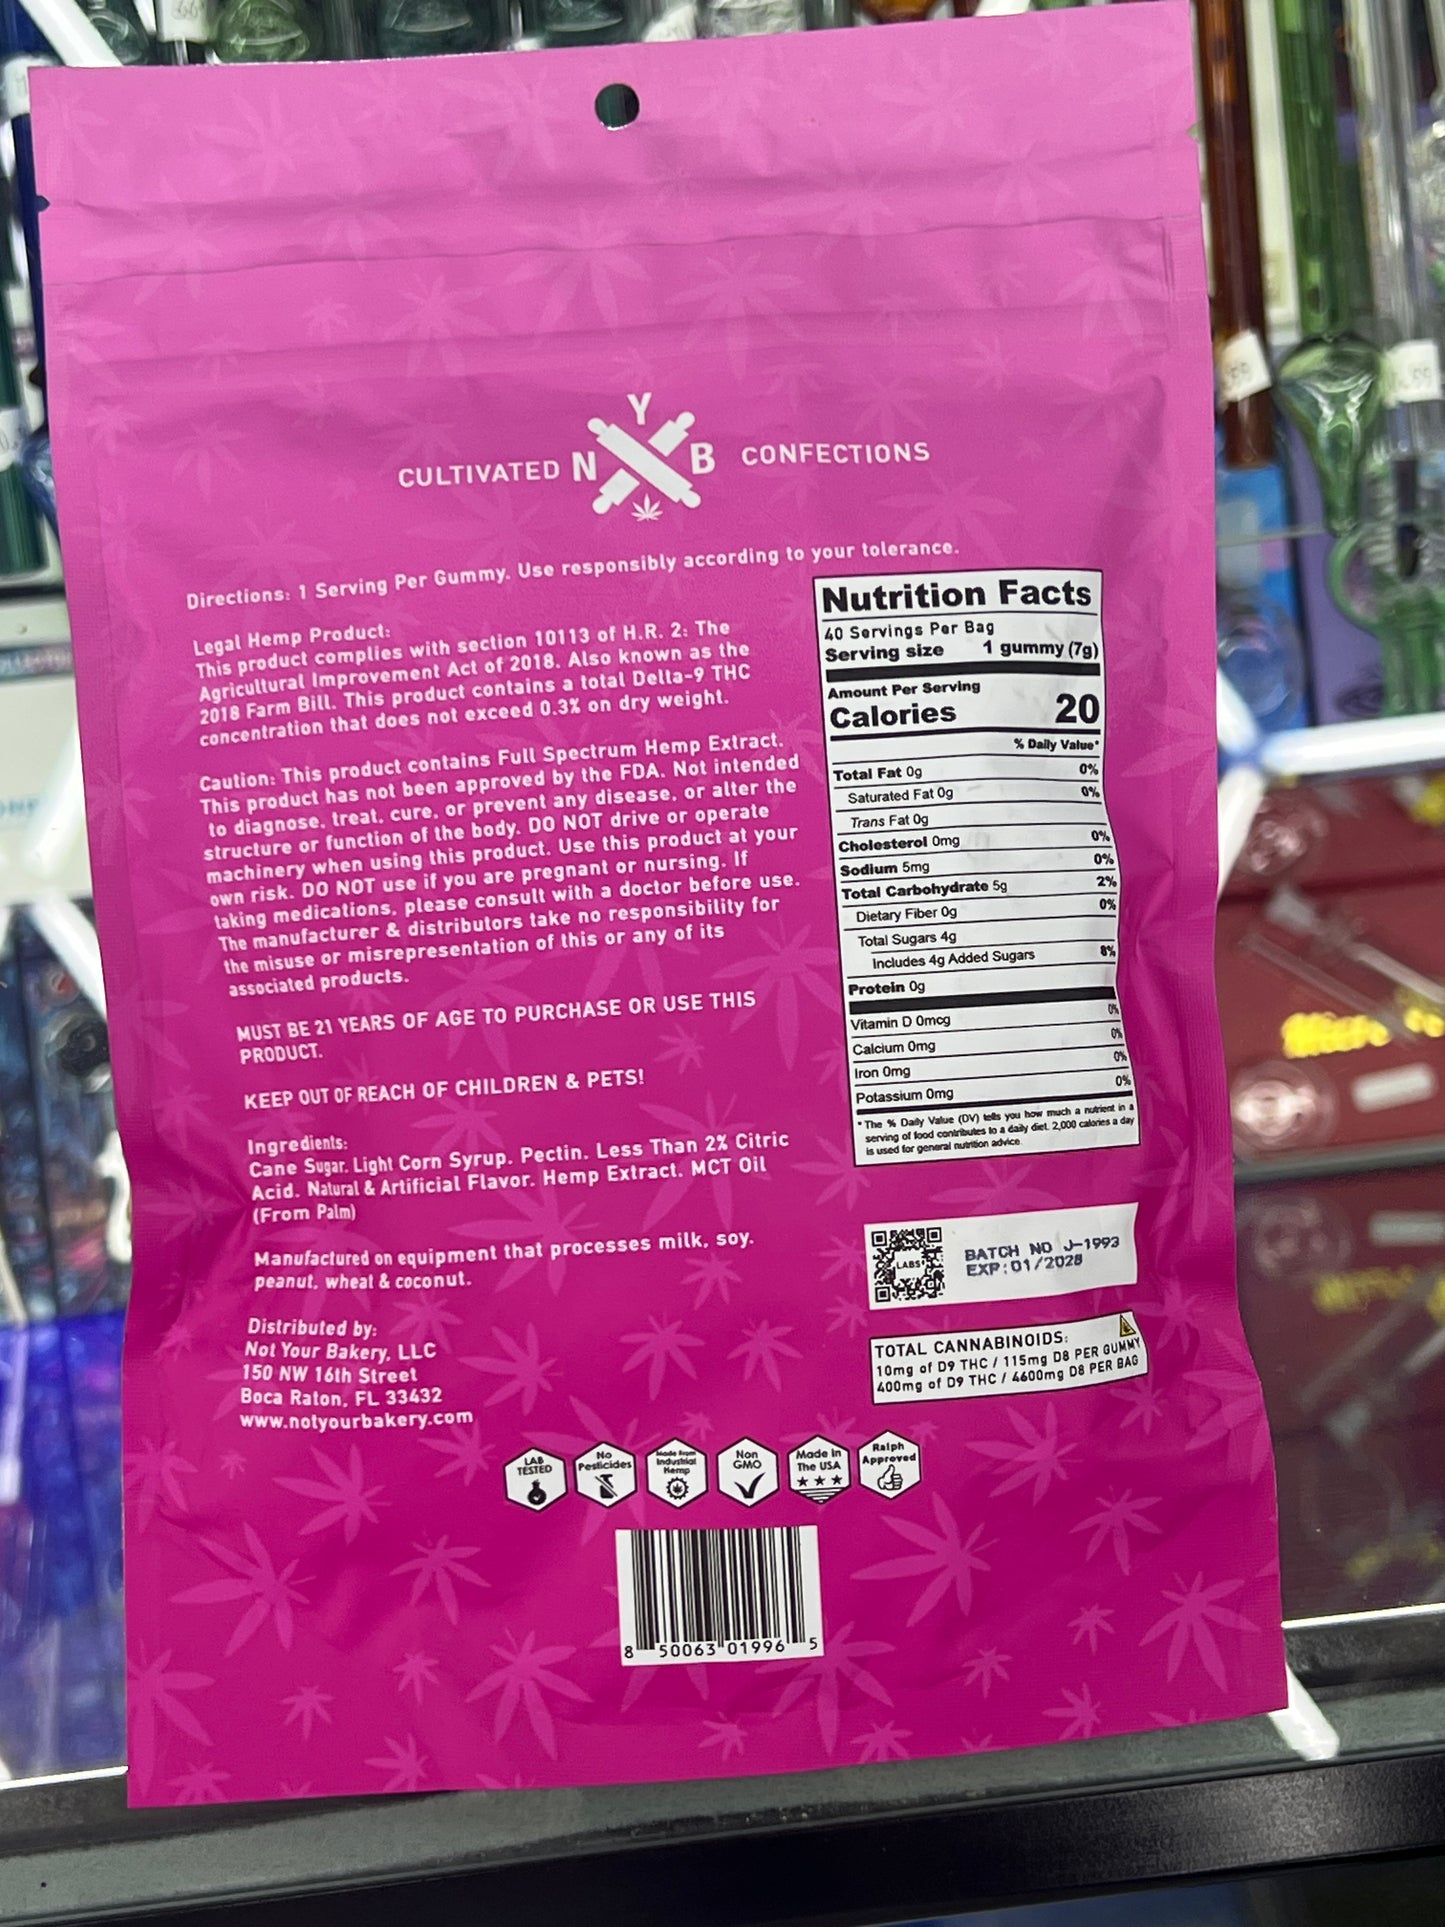 CULTIVATED N Y B CONFECTIONS
Directions: 1 Serving Per Gummy. Use responsibly according to your tolerance.
Legal Hemp Product:
This product complies with section 10113 of H.R. 2: The
Agricultural Improvement Act of 2018. Also known as the
2018 Farm Bill. This product contains a total Delta-9 THC
concentration that does not exceed 0.3% on dry weight.
Caution: This product contains Full Spectrum Hemp Extract.
This product has not been approved by the FDA. Not intended
to diagnose, treat, cure, or prevent any disease, or alter the
structure or function of the body. DO NOT drive or operate
machinery when using this product. Use this product at your
own risk. DO NOT use if you are pregnant or nursing. If
taking medications, please consult with a doctor before use.
The manufacturer & distributors take no responsibility for
the misuse or misrepresentation of this or any of its
associated products.
MUST BE 21 YEARS OF AGE TO PURCHASE OR USE THIS
PRODUCT.
KEEP OUT OF REACH OF CHILDREN & PETS!
Ingredients:
Cane Sugar. Light Corn Syrup. Pectin. Less Than 2% Citric
Acid. Natural & Artificial Flavor. Hemp Extract. MCT Oil
(From Palm)
Manufactured on equipment that processes milk, soy.
peanut, wheat & coconut.
Distributed by:
Not Your Bakery, LLC
150 NW 16th Street
Boca Raton, FL 33432
www.notyourbakery.com
Nutrition Facts
40 Servings Per Bag
Serving size 1 gummy (7g)
Amount Per Serving
Calories 20
% Daily Value*
Total Fat 0g 0%
Saturated Fat 0g 0%
Trans Fat 0g
Cholesterol 0mg 0%
Sodium 5mg 0%
Total Carbohydrate 5g 2%
Dietary Fiber 0g 0%
Total Sugars 4g
Includes 4g Added Sugars 8%
Protein 0g
Vitamin D 0mcg 0%
Calcium 0mg 0%
Iron 0mg 0%
Potassium 0mg 0%
* The % Daily Value (DV) tells you how much a nutrient in a
serving of food contributes to a daily diet. 2,000 calories a day
is used for general nutrition advice.
LABS
BATCH NO J-1993
EXP:01/2028
TOTAL CANNABINOIDS:
10mg of D9 THC / 115mg D8 PER GUMMY
400mg of D9 THC / 4600mg D8 PER BAG
LAB
TESTED
No
Pesticides
Made From
Industrial
Hemp
Non
GMO
Made In
The USA
Ralph
Approved
8 50063 01996 5